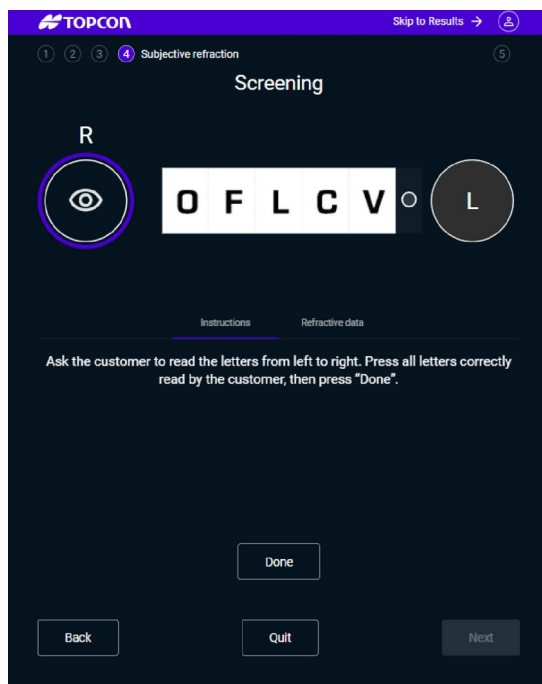 TOPCON Skip to Results →
1 2 3 4 Subjective refraction 5
Screening
R
O F L C V O L
Instructions Refractive data
Ask the customer to read the letters from left to right. Press all letters correctly
read by the customer, then press “Done”.
Done
Back Quit Next